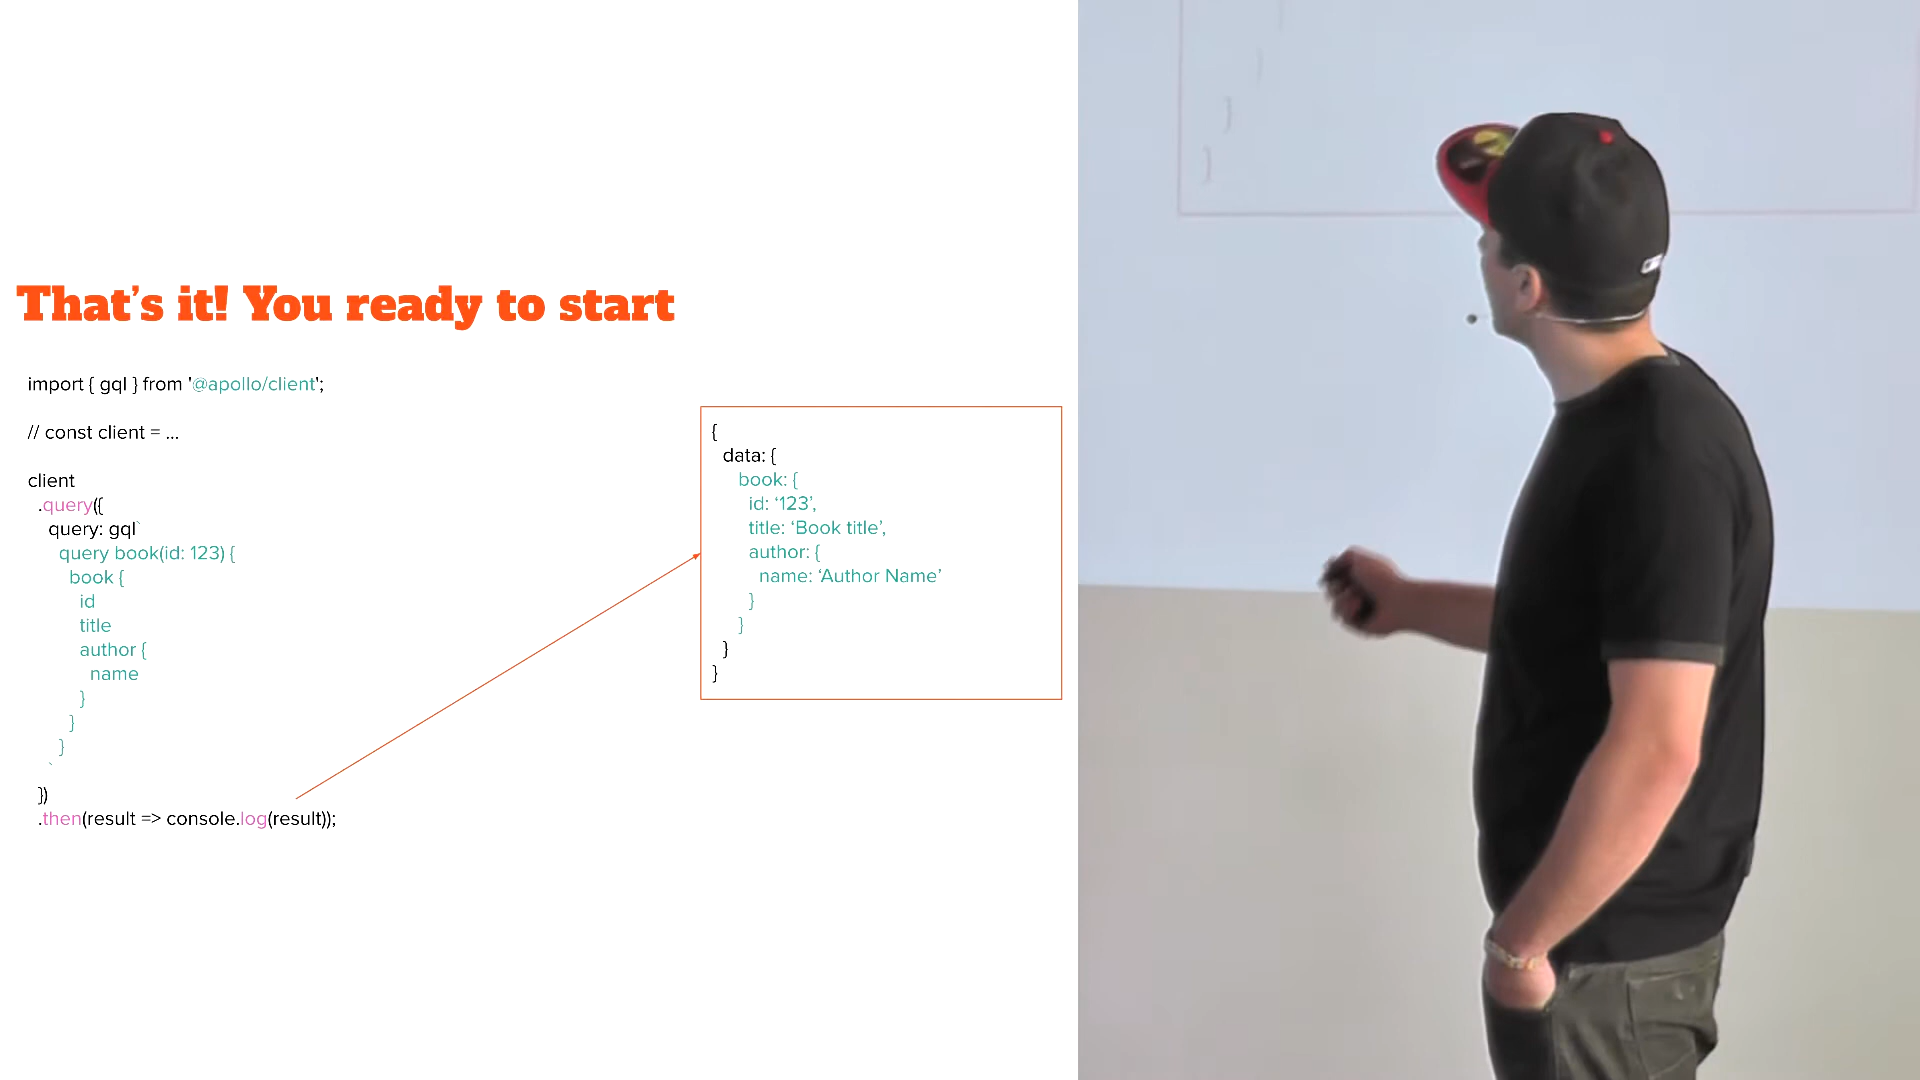 That's it! You ready to start
import { gql } from '@apollo/client';
// const client = ...
client
.query({
query: gql`
query book(id: 123) {
book {
id
title
author {
name
}
}
}
`
})
.then(result => console.log(result));
{
data: {
book: {
id: ‘123’,
title: ‘Book title’,
author: {
name: ‘Author Name’
}
}
}
}
}
}